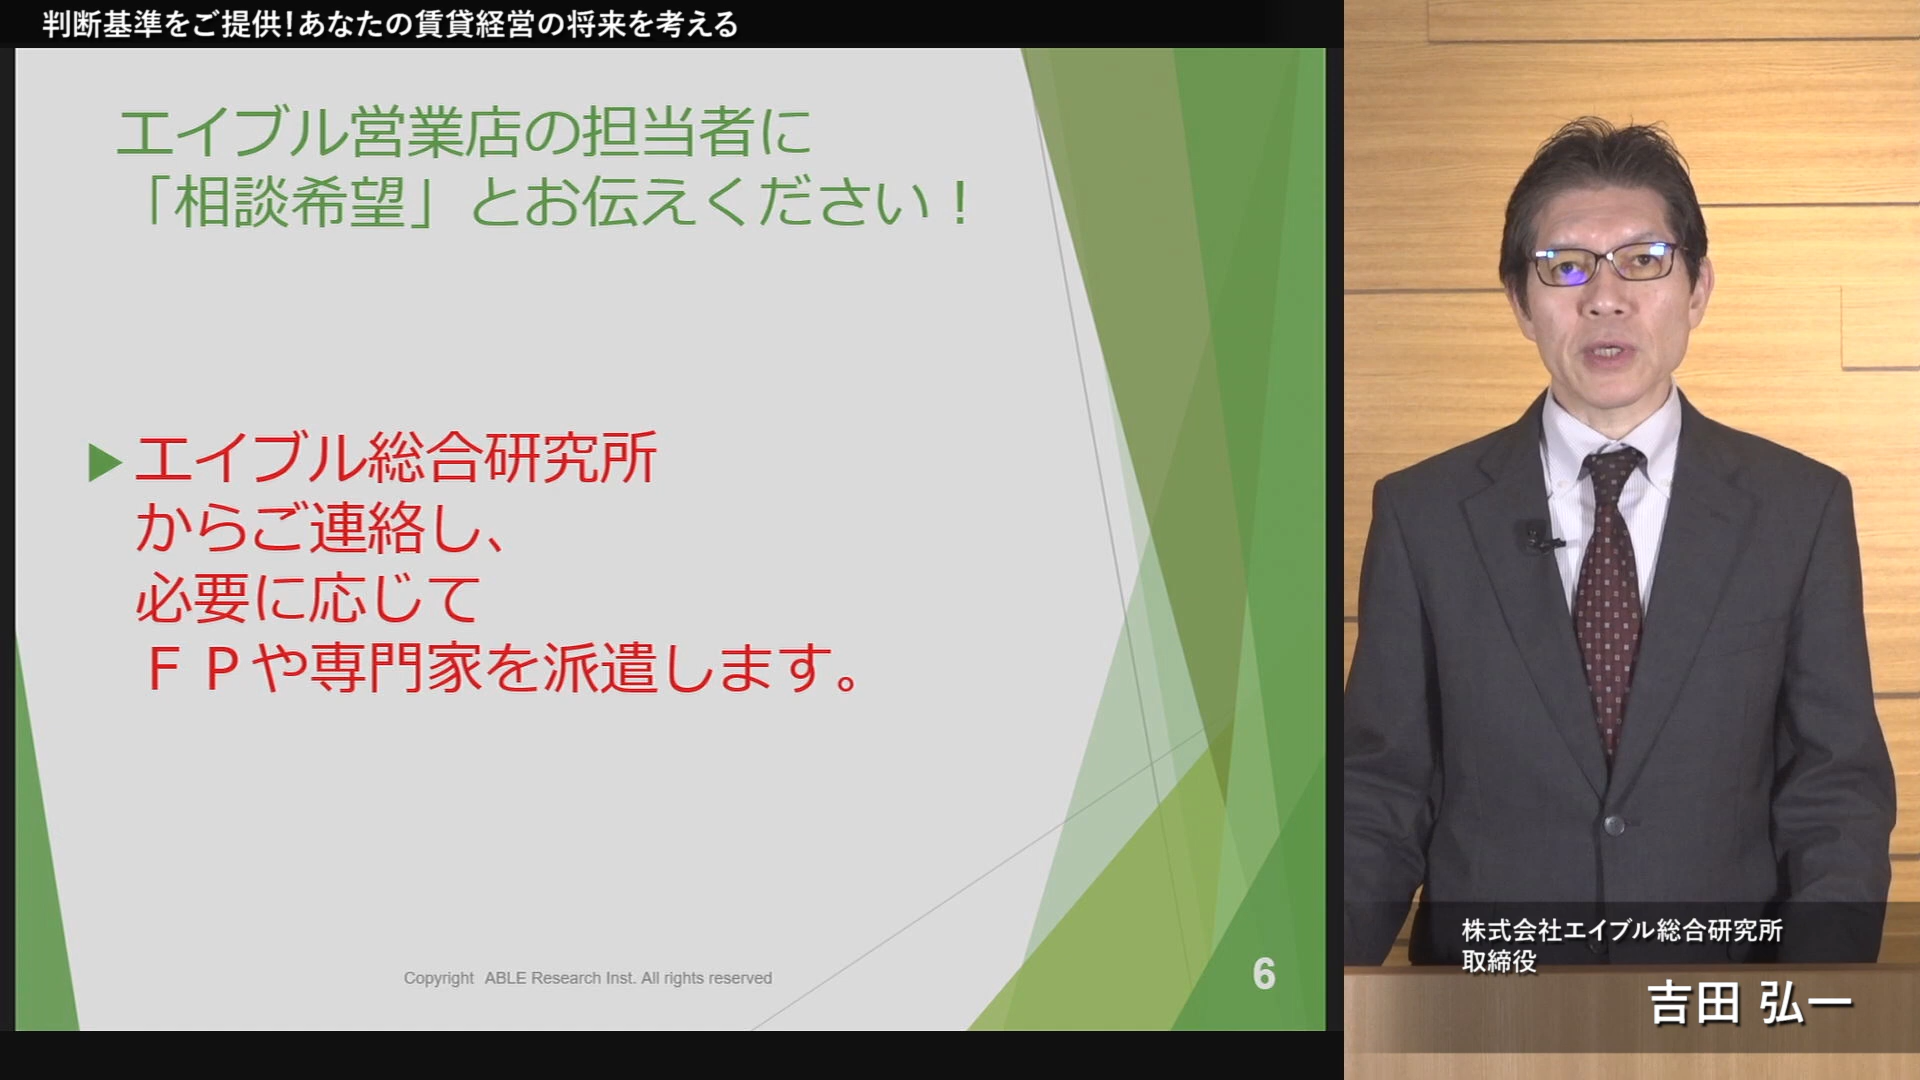 判断基準をご提供！あなたの賃貸経営の将来を考える
エイブル営業店の担当者に
「相談希望」とお伝えください！
エイブル総合研究所
からご連絡し、
必要に応じて
ＦＰや専門家を派遣します。
Copyright ABLE Research Inst. All rights reserved
6
株式会社エイブル総合研究所
取締役
吉田 弘一